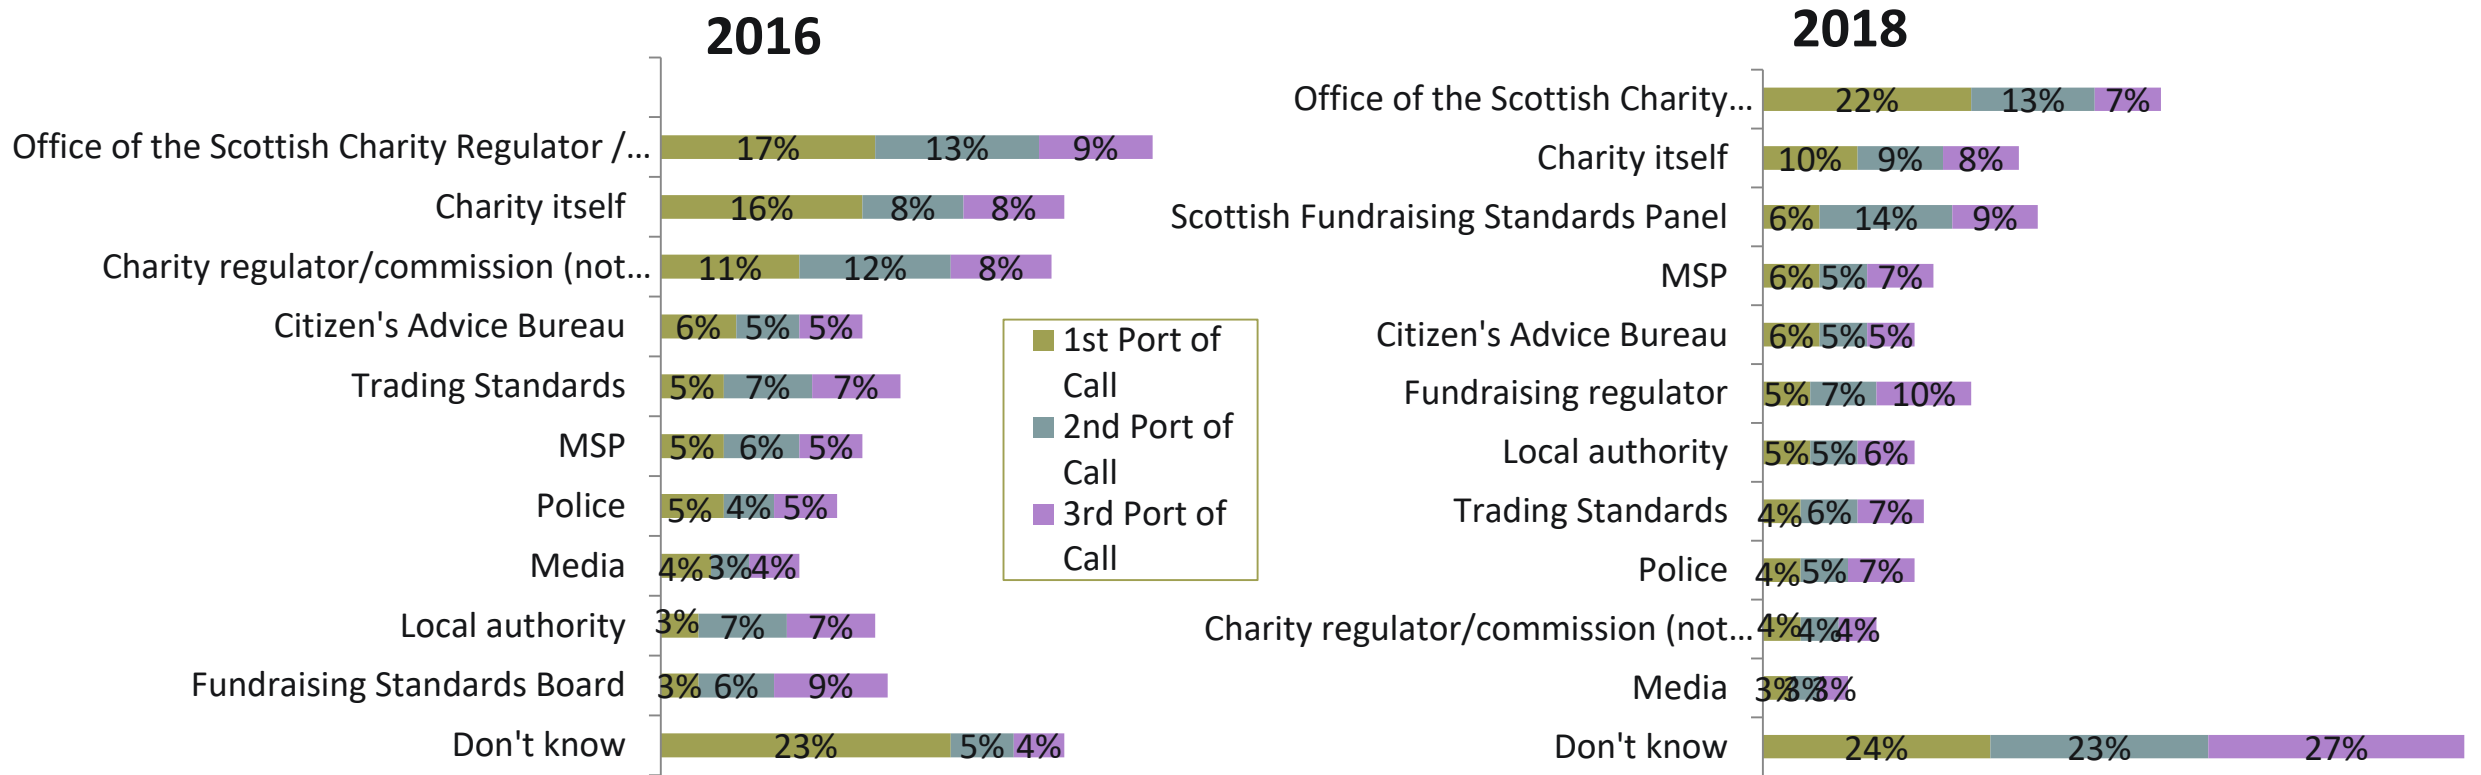 2016
Office of the Scottish Charity Regulator /... 17% 13% 9%
Charity itself 16% 8% 8%
Charity regulator/commission (not... 11% 12% 8%
Citizen's Advice Bureau 6% 5% 5%
Trading Standards 5% 7% 7%
MSP 5% 6% 5%
Police 5% 4% 5%
Media 4% 3% 4%
Local authority 3% 7% 7%
Fundraising Standards Board 3% 6% 9%
Don't know 23% 5% 4%
1st Port of
Call
2nd Port of
Call
3rd Port of
Call
2018
Office of the Scottish Charity... 22% 13% 7%
Charity itself 10% 9% 8%
Scottish Fundraising Standards Panel 6% 14% 9%
MSP 6% 5% 7%
Citizen's Advice Bureau 6% 5% 5%
Fundraising regulator 5% 7% 10%
Local authority 5% 5% 6%
Trading Standards 4% 6% 7%
Police 4% 5% 7%
Charity regulator/commission (not... 4% 4% 4%
Media 3% 3% 3%
Don't know 24% 23% 27%